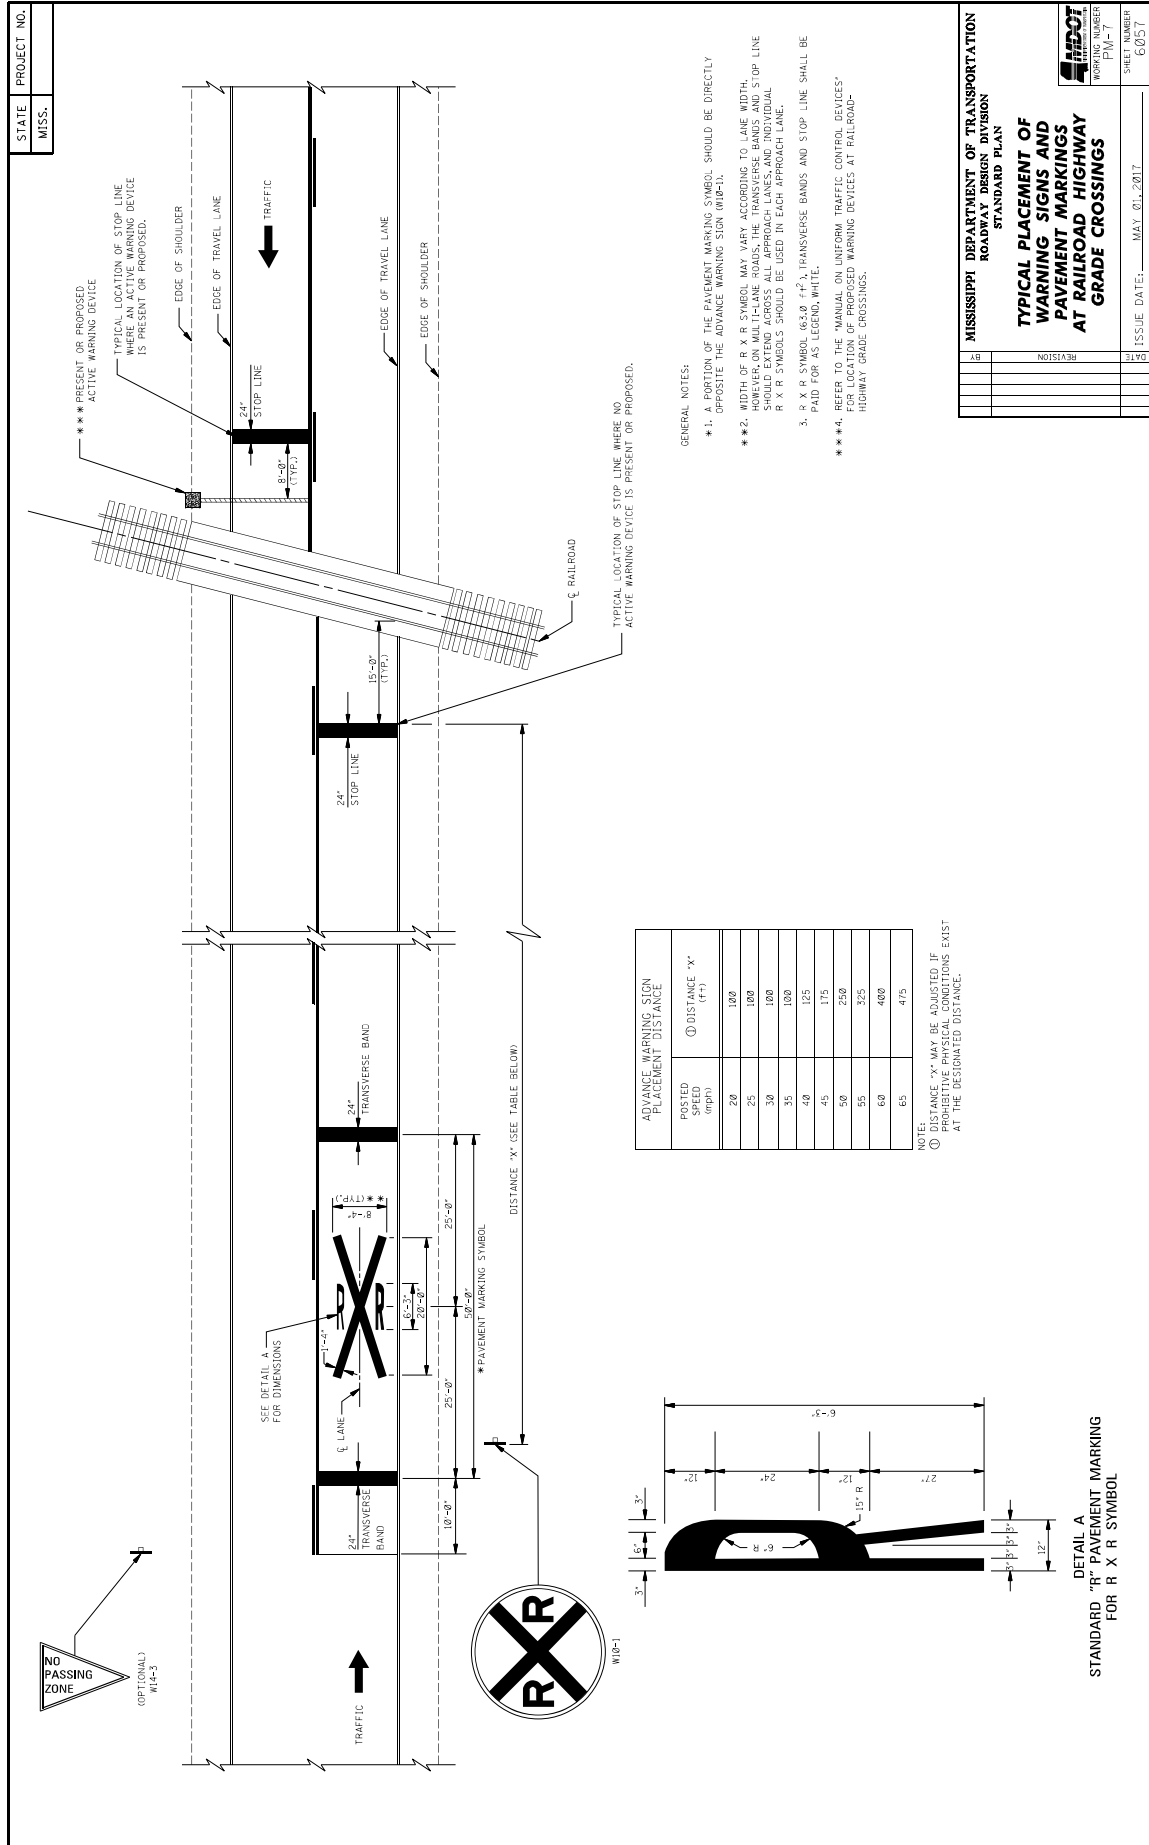 STATE
PROJECT NO.
MISS.
* * * PRESENT OR PROPOSED
ACTIVE WARNING DEVICE
TYPICAL LOCATION OF STOP LINE
WHERE AN ACTIVE WARNING DEVICE
IS PRESENT OR PROPOSED.
EDGE OF SHOULDER
EDGE OF TRAVEL LANE
TRAFFIC
24"
STOP LINE
8'-0"
(TYP.)
EDGE OF TRAVEL LANE
EDGE OF SHOULDER
℄ RAILROAD
15'-0"
(TYP.)
TYPICAL LOCATION OF STOP LINE WHERE NO
ACTIVE WARNING DEVICE IS PRESENT OR PROPOSED.
24"
STOP LINE
NO
PASSING
ZONE
(OPTIONAL)
W14-3
SEE DETAIL A
FOR DIMENSIONS
℄ LANE
1'-4"
R
R
8'-4"
* * (TYP.)
24"
TRANSVERSE BAND
24"
TRANSVERSE
BAND
6'-3"
20'-0"
10'-0"
25'-0"
25'-0"
50'-0"
* PAVEMENT MARKING SYMBOL
DISTANCE "X" (SEE TABLE BELOW)
TRAFFIC
R R
W10-1
GENERAL NOTES:
* 1. A PORTION OF THE PAVEMENT MARKING SYMBOL SHOULD BE DIRECTLY
OPPOSITE THE ADVANCE WARNING SIGN (W10-1).
* * 2. WIDTH OF R X R SYMBOL MAY VARY ACCORDING TO LANE WIDTH.
HOWEVER, ON MULTI-LANE ROADS, THE TRANSVERSE BANDS AND STOP LINE
SHOULD EXTEND ACROSS ALL APPROACH LANES, AND INDIVIDUAL
R X R SYMBOLS SHOULD BE USED IN EACH APPROACH LANE.
3. R X R SYMBOL (63.0 ft²), TRANSVERSE BANDS AND STOP LINE SHALL BE
PAID FOR AS LEGEND, WHITE.
* * * 4. REFER TO THE "MANUAL ON UNIFORM TRAFFIC CONTROL DEVICES"
FOR LOCATION OF PROPOSED WARNING DEVICES AT RAILROAD-
HIGHWAY GRADE CROSSINGS.
ADVANCE WARNING SIGN
PLACEMENT DISTANCE
POSTED
SPEED
(mph)
① DISTANCE "X"
(ft)
20 100
25 100
30 100
35 100
40 125
45 175
50 250
55 325
60 400
65 475
NOTE:
① DISTANCE "X" MAY BE ADJUSTED IF
PROHIBITIVE PHYSICAL CONDITIONS EXIST
AT THE DESIGNATED DISTANCE.
6'-3"
12"
24"
12"
27"
3"
6"
3"
6" R
15" R
3" 3" 3" 3"
12"
DETAIL A
STANDARD "R" PAVEMENT MARKING
FOR R X R SYMBOL
MISSISSIPPI DEPARTMENT OF TRANSPORTATION
ROADWAY DESIGN DIVISION
STANDARD PLAN
TYPICAL PLACEMENT OF
WARNING SIGNS AND
PAVEMENT MARKINGS
AT RAILROAD HIGHWAY
GRADE CROSSINGS
MDOT
WORKING NUMBER
PM-7
SHEET NUMBER
6057
ISSUE DATE: MAY 01, 2017
BY
REVISION
DATE